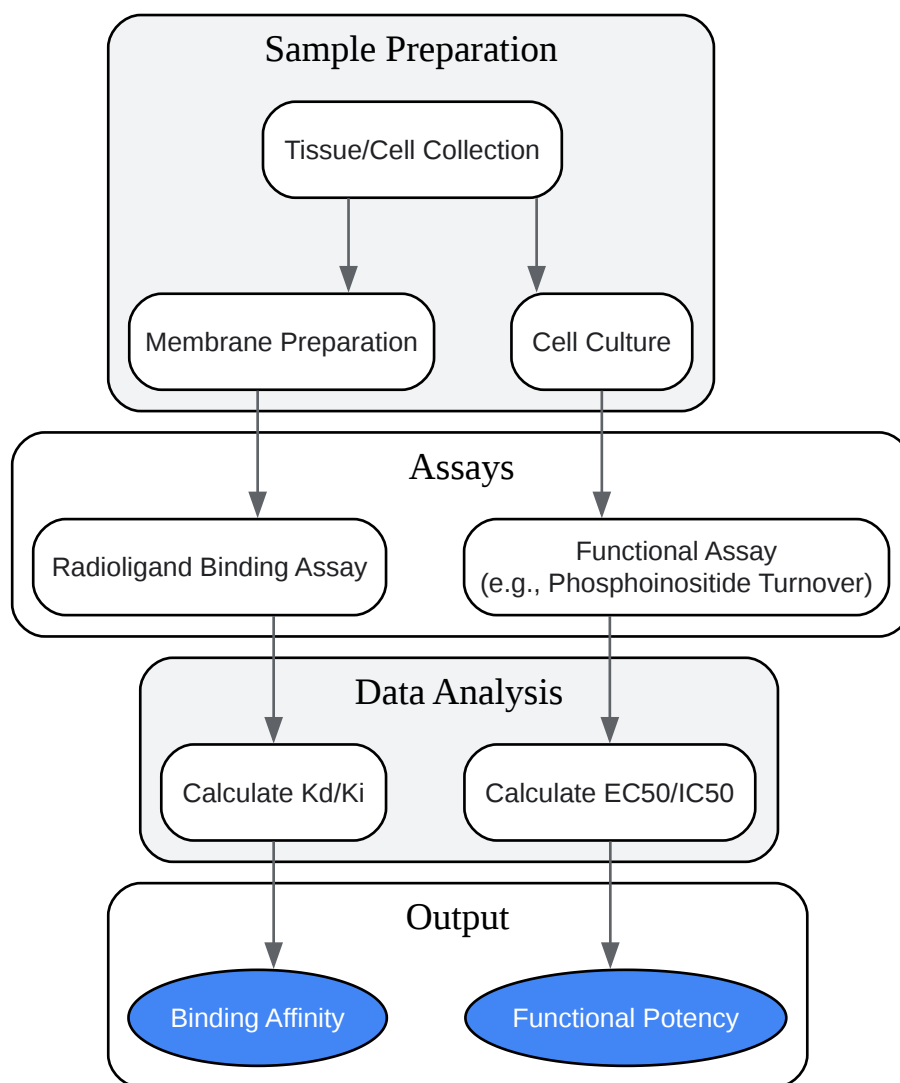 Sample Preparation
Tissue/Cell Collection
Membrane Preparation
Cell Culture
Assays
Radioligand Binding Assay
Functional Assay
(e.g., Phosphoinositide Turnover)
Data Analysis
Calculate Kd/Ki
Calculate EC50/IC50
Output
Binding Affinity
Functional Potency